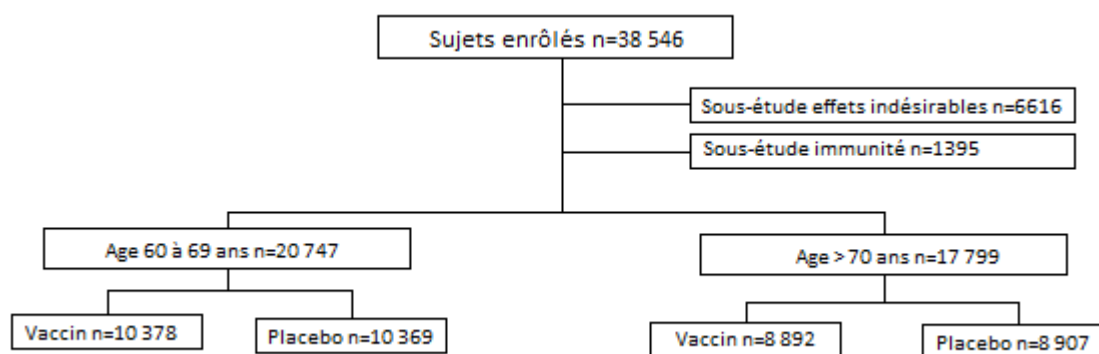 Sujets enrôlés n=38 546
Sous-étude effets indésirables n=6616
Sous-étude immunité n=1395
Age 60 à 69 ans n=20 747
Age > 70 ans n=17 799
Vaccin n=10 378
Placebo n=10 369
Vaccin n=8 892
Placebo n=8 907